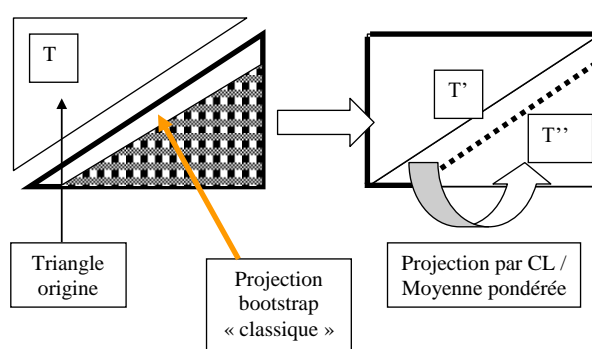 T
T’
T’’
Triangle
origine
Projection
bootstrap
« classique »
Projection par CL /
Moyenne pondérée